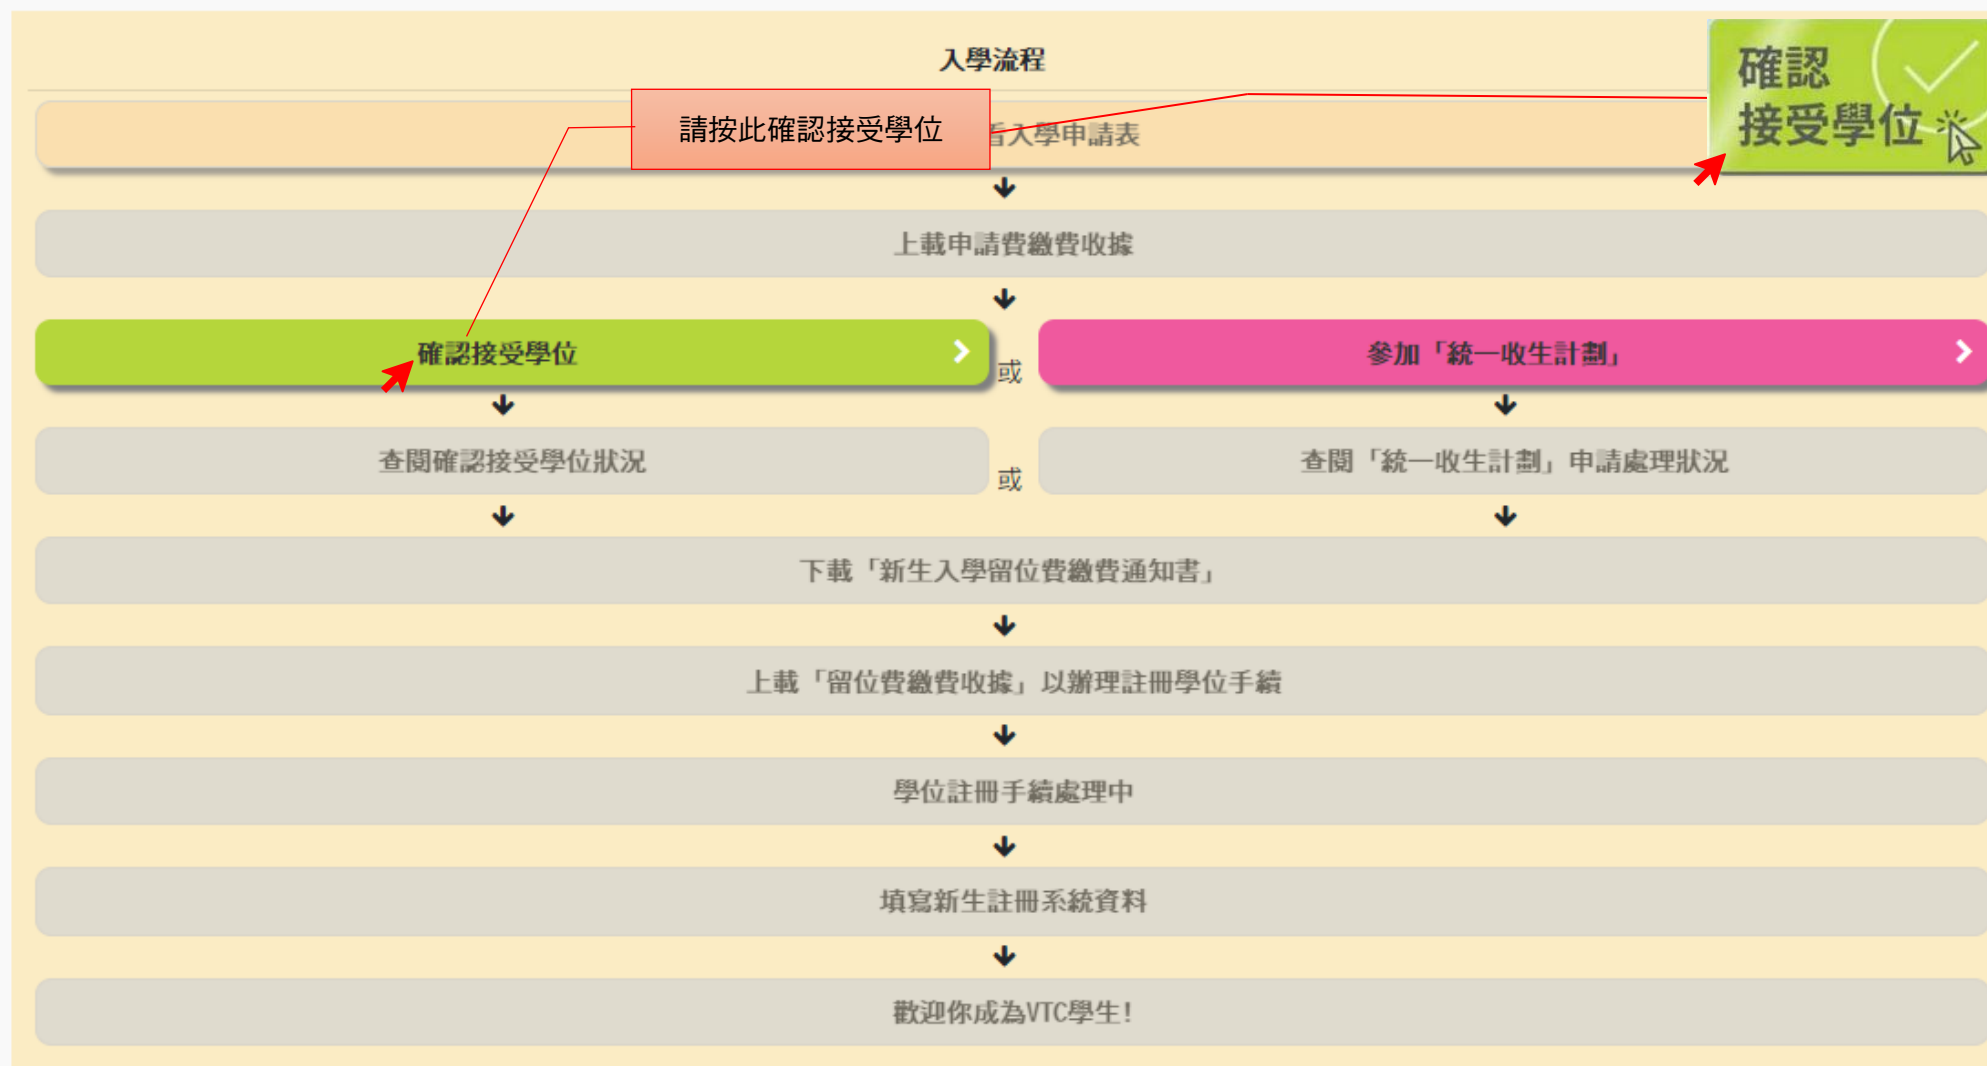 入學流程
確認
接受學位
請按此確認接受學位
看入學申請表
上載申請費繳費收據
確認接受學位
或
參加「統一收生計劃」
查閱確認接受學位狀況
或
查閱「統一收生計劃」申請處理狀況
下載「新生入學留位費繳費通知書」
上載「留位費繳費收據」以辦理註冊學位手續
學位註冊手續處理中
填寫新生註冊系統資料
歡迎你成為VTC學生!